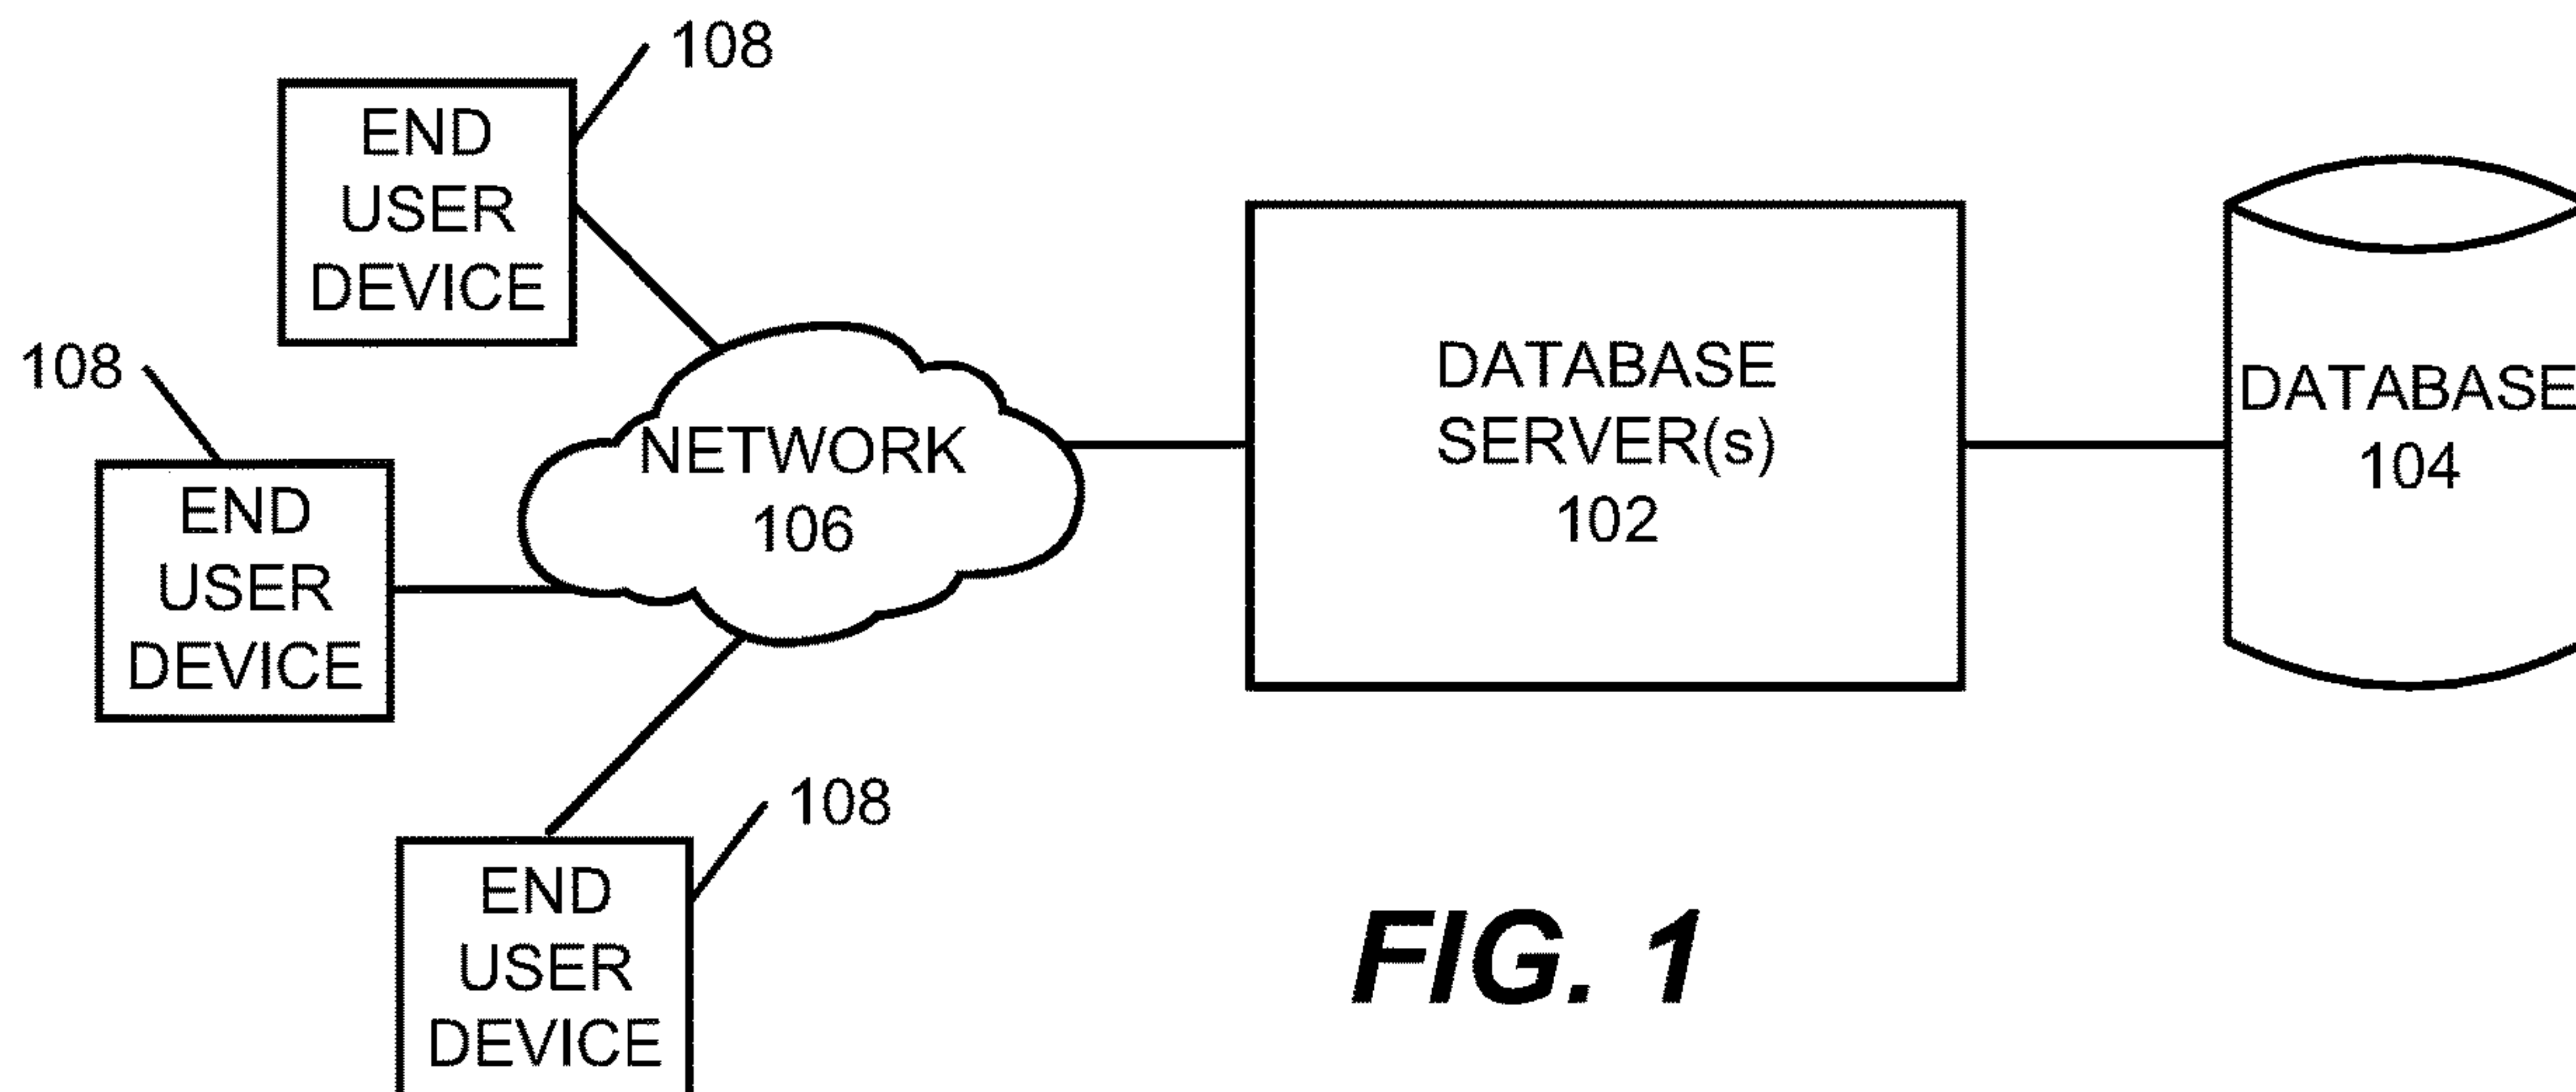 108
END
USER
DEVICE
108
END
USER
DEVICE
NETWORK
106
DATABASE
SERVER(s)
102
DATABASE
104
108
END
USER
DEVICE
FIG. 1